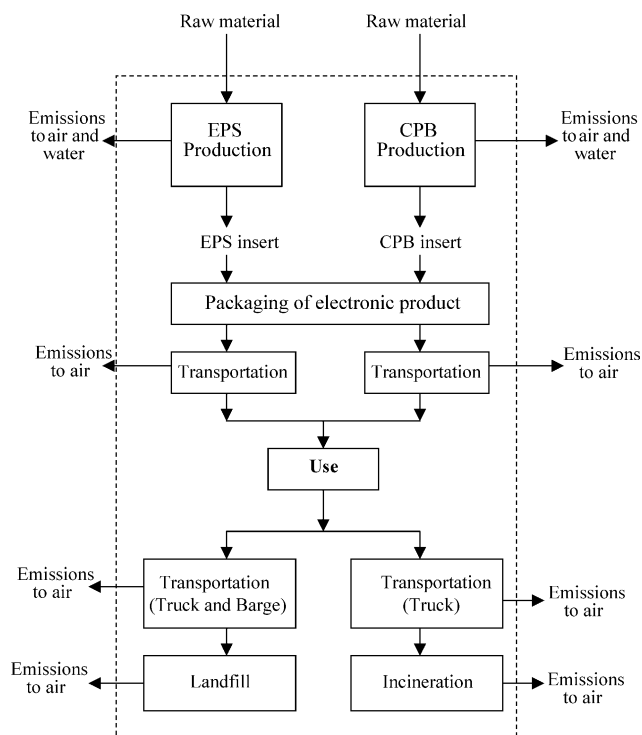 Raw material
Raw material
Emissions
to air and
water
EPS
Production
CPB
Production
Emissions
to air and
water
EPS insert
CPB insert
Packaging of electronic product
Emissions
to air
Transportation
Transportation
Emissions
to air
Use
Emissions
to air
Transportation
(Truck and Barge)
Transportation
(Truck)
Emissions
to air
Emissions
to air
Landfill
Incineration
Emissions
to air